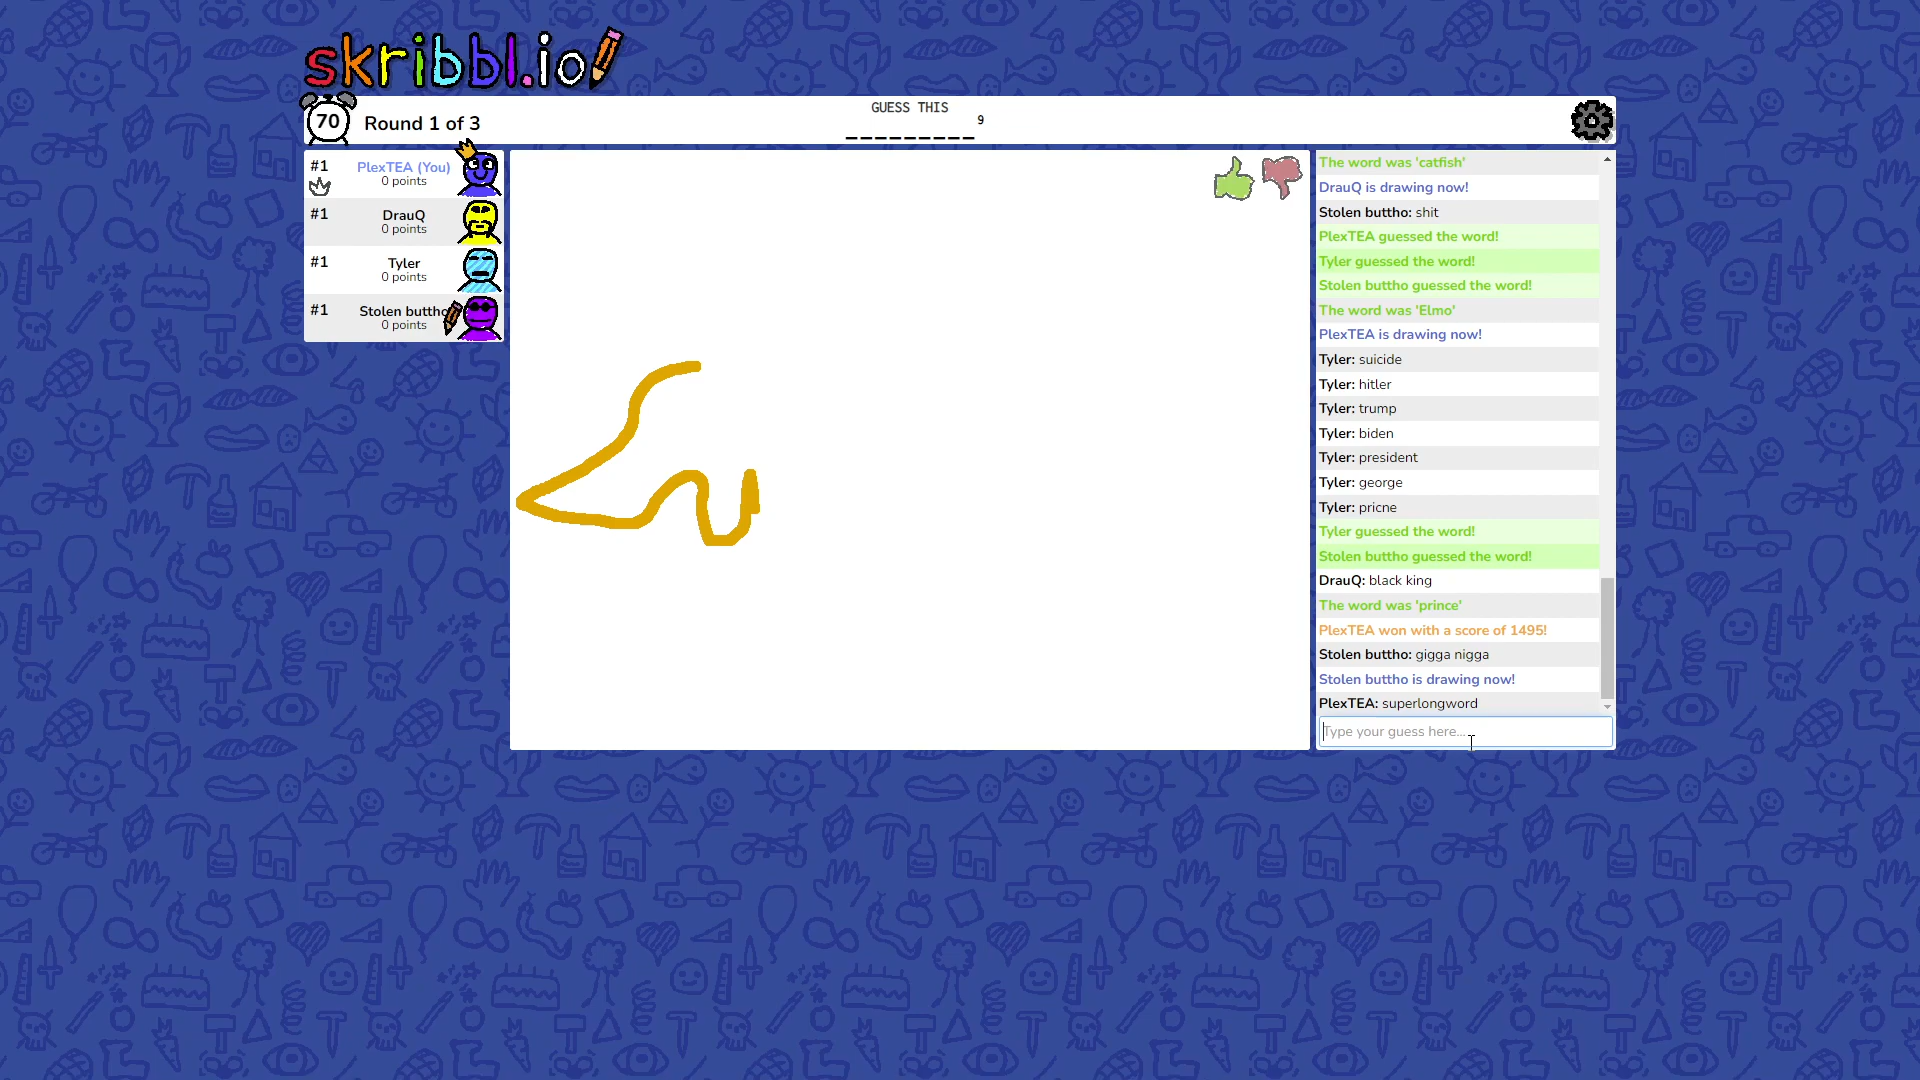 skribbl.io
70
Round 1 of 3
GUESS THIS
_________ 9
#1 PlexTEA (You)
0 points
#1 DrauQ
0 points
#1 Tyler
0 points
#1 Stolen buttho
0 points
The word was 'catfish'
DrauQ is drawing now!
Stolen buttho: shit
PlexTEA guessed the word!
Tyler guessed the word!
Stolen buttho guessed the word!
The word was 'Elmo'
PlexTEA is drawing now!
Tyler: suicide
Tyler: hitler
Tyler: trump
Tyler: biden
Tyler: president
Tyler: george
Tyler: pricne
Tyler guessed the word!
Stolen buttho guessed the word!
DrauQ: black king
The word was 'prince'
PlexTEA won with a score of 1495!
Stolen buttho: gigga nigga
Stolen buttho is drawing now!
PlexTEA: superlongword
Type your guess here...